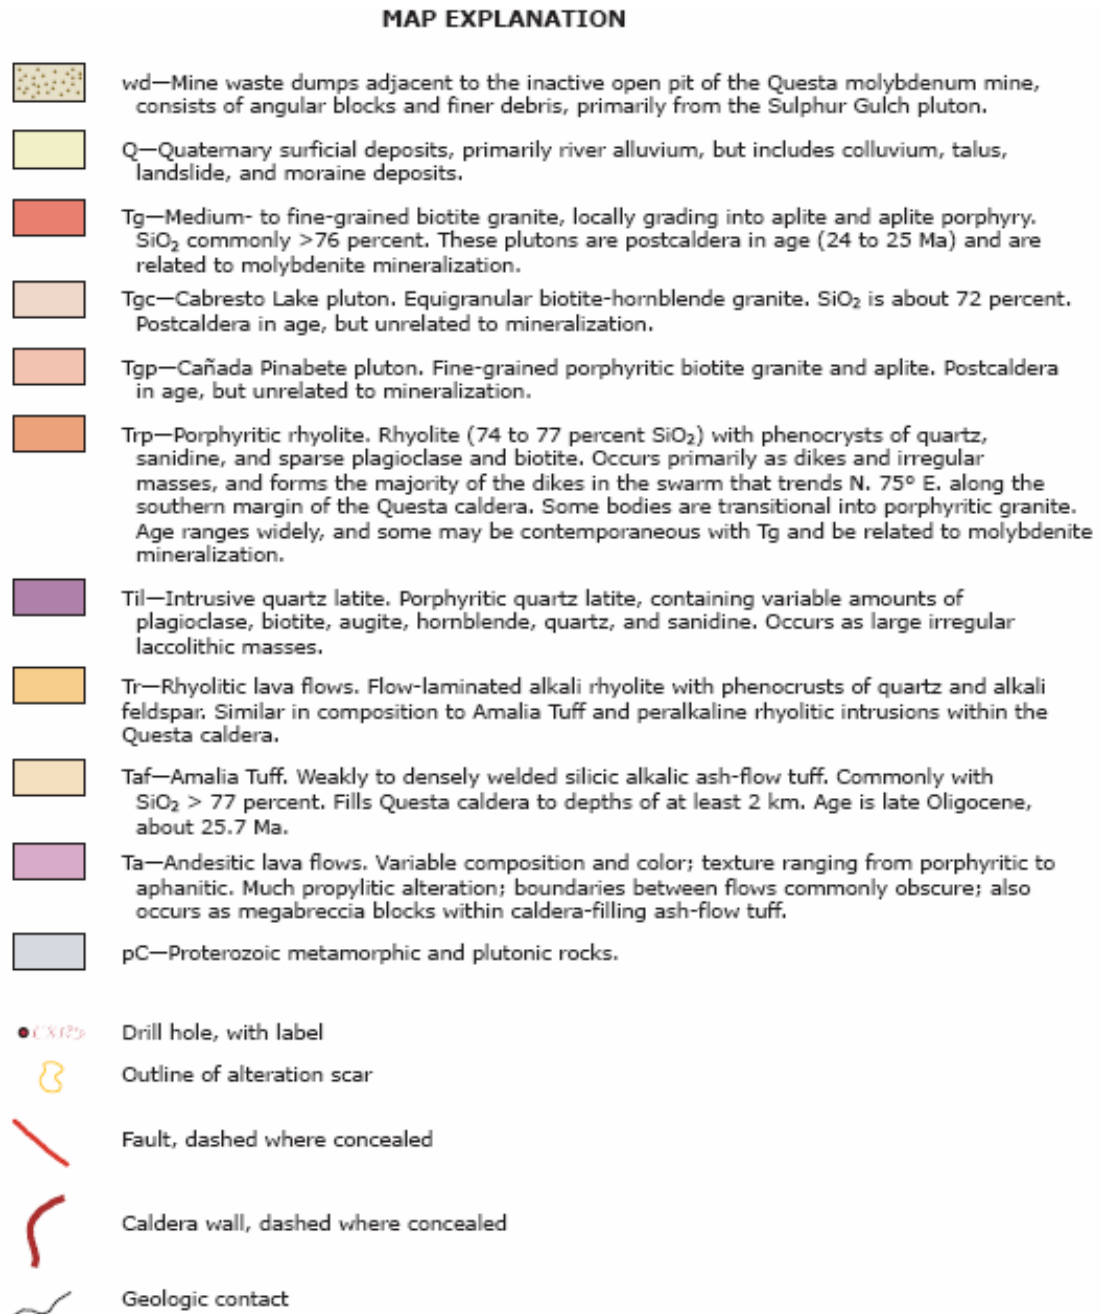 MAP EXPLANATION
wd—Mine waste dumps adjacent to the inactive open pit of the Questa molybdenum mine,
consists of angular blocks and finer debris, primarily from the Sulphur Gulch pluton.
Q—Quaternary surficial deposits, primarily river alluvium, but includes colluvium, talus,
landslide, and moraine deposits.
Tg—Medium- to fine-grained biotite granite, locally grading into aplite and aplite porphyry.
SiO₂ commonly >76 percent. These plutons are postcaldera in age (24 to 25 Ma) and are
related to molybdenite mineralization.
Tgc—Cabresto Lake pluton. Equigranular biotite-hornblende granite. SiO₂ is about 72 percent.
Postcaldera in age, but unrelated to mineralization.
Tgp—Cañada Pinabete pluton. Fine-grained porphyritic biotite granite and aplite. Postcaldera
in age, but unrelated to mineralization.
Trp—Porphyritic rhyolite. Rhyolite (74 to 77 percent SiO₂) with phenocrysts of quartz,
sanidine, and sparse plagioclase and biotite. Occurs primarily as dikes and irregular
masses, and forms the majority of the dikes in the swarm that trends N. 75º E. along the
southern margin of the Questa caldera. Some bodies are transitional into porphyritic granite.
Age ranges widely, and some may be contemporaneous with Tg and be related to molybdenite
mineralization.
Til—Intrusive quartz latite. Porphyritic quartz latite, containing variable amounts of
plagioclase, biotite, augite, hornblende, quartz, and sanidine. Occurs as large irregular
laccolithic masses.
Tr—Rhyolitic lava flows. Flow-laminated alkali rhyolite with phenocrusts of quartz and alkali
feldspar. Similar in composition to Amalia Tuff and peralkaline rhyolitic intrusions within the
Questa caldera.
Taf—Amalia Tuff. Weakly to densely welded silicic alkalic ash-flow tuff. Commonly with
SiO₂ > 77 percent. Fills Questa caldera to depths of at least 2 km. Age is late Oligocene,
about 25.7 Ma.
Ta—Andesitic lava flows. Variable composition and color; texture ranging from porphyritic to
aphanitic. Much propylitic alteration; boundaries between flows commonly obscure; also
occurs as megabreccia blocks within caldera-filling ash-flow tuff.
pC—Proterozoic metamorphic and plutonic rocks.
Drill hole, with label
Outline of alteration scar
Fault, dashed where concealed
Caldera wall, dashed where concealed
Geologic contact